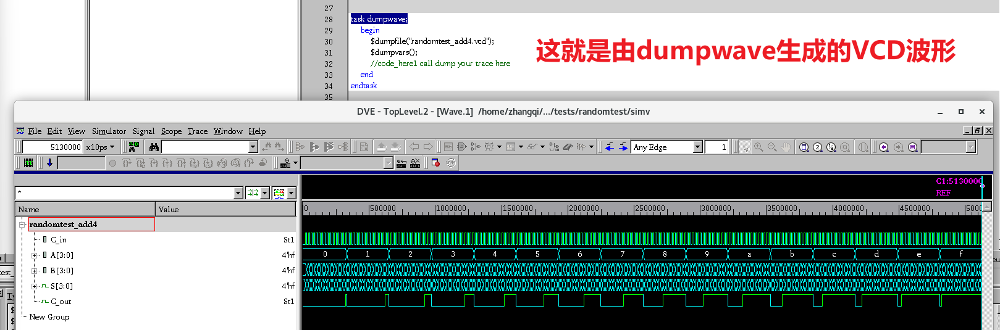 27
28 task dumpwave;
29 begin
30 $dumpfile("randomtest_add4.vcd");
31 $dumpvars();
32 //code_here1 call dump your trace here
33 end
34 endtask
35
这就是由dumpwave生成的VCD波形
DVE - TopLevel.2 - [Wave.1] /home/zhangqi/.../tests/randomtest/simv
File Edit View Simulator Signal Scope Trace Window Help
5130000 x10ps Any Edge 1
C1:5130000
REF
*
Name Value
0 500000 1000000 1500000 2000000 2500000 3000000 3500000 4000000 4500000 5000
randomtest_add4
C_in St1
A[3:0] 4'hf 0 1 2 3 4 5 6 7 8 9 a b c d e f
B[3:0] 4'hf
S[3:0] 4'hf
C_out St1
New Group